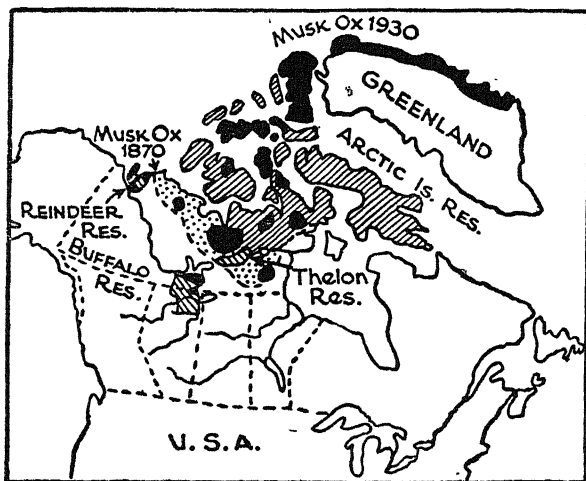 Musk Ox 1930
GREENLAND
ARCTIC Is. RES.
Musk Ox
1870
REINDEER
RES.
BUFFALO
RES.
Thelon
Res.
U.S.A.